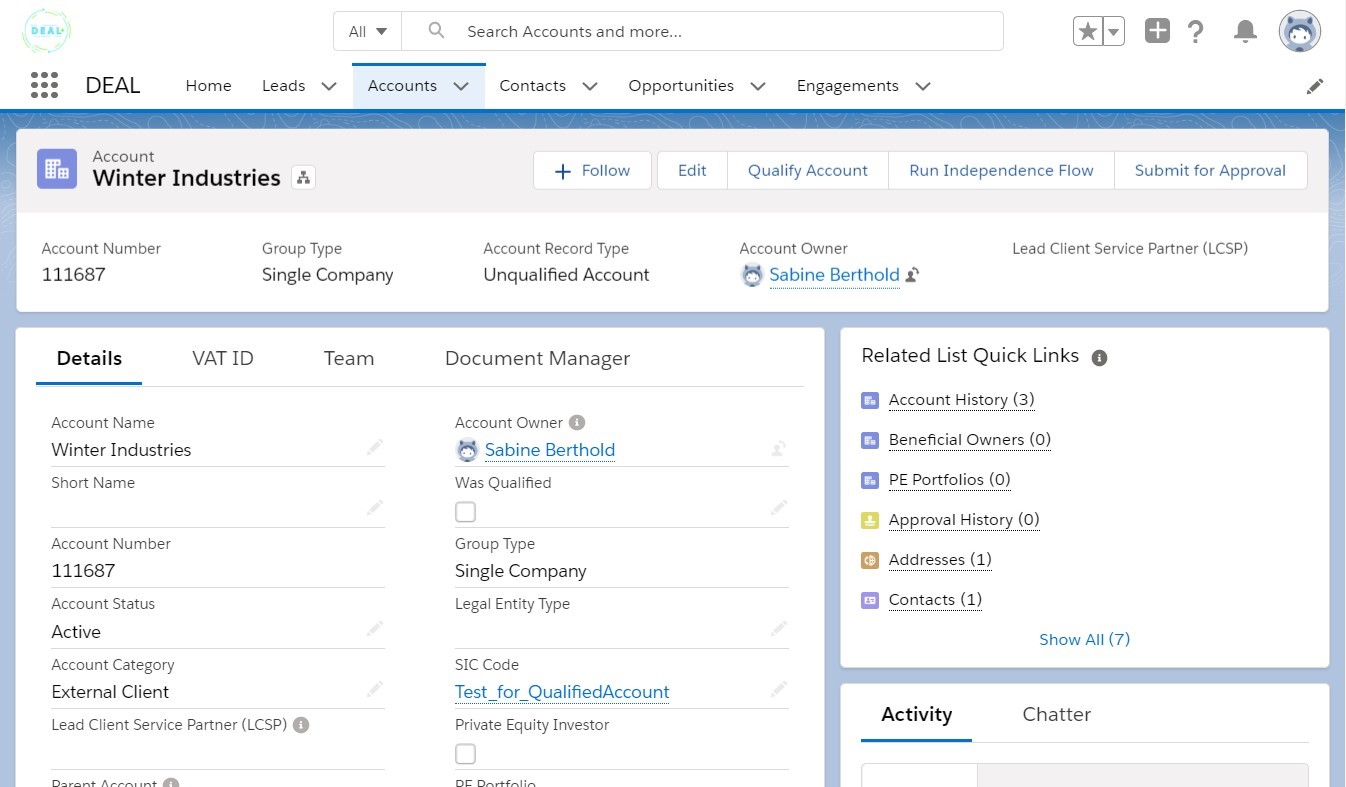 DEAL
All
Search Accounts and more...
DEAL
Home
Leads
Accounts
Contacts
Opportunities
Engagements
Account
Winter Industries
Follow
Edit
Qualify Account
Run Independence Flow
Submit for Approval
Account Number
111687
Group Type
Single Company
Account Record Type
Unqualified Account
Account Owner
Sabine Berthold
Lead Client Service Partner (LCSP)
Details
VAT ID
Team
Document Manager
Account Name
Winter Industries
Account Owner
Sabine Berthold
Short Name
Was Qualified
Account Number
111687
Group Type
Single Company
Account Status
Active
Legal Entity Type
Account Category
External Client
SIC Code
Test_for_QualifiedAccount
Lead Client Service Partner (LCSP)
Private Equity Investor
Parent Account
PE Portfolio
Related List Quick Links
Account History (3)
Beneficial Owners (0)
PE Portfolios (0)
Approval History (0)
Addresses (1)
Contacts (1)
Show All (7)
Activity
Chatter